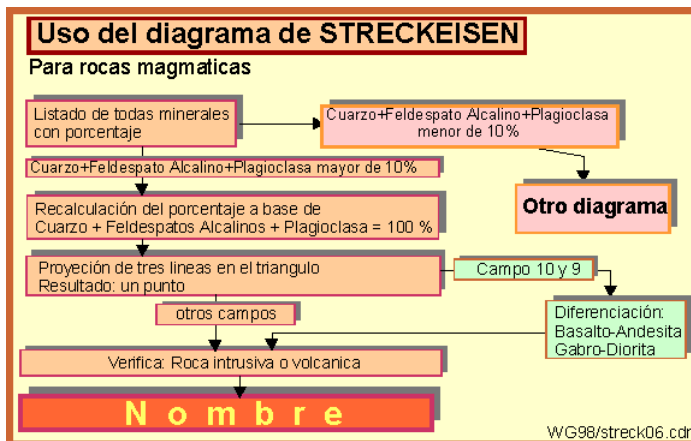 Uso del diagrama de STRECKEISEN
Para rocas magmaticas
Listado de todas minerales
con porcentaje
Cuarzo+Feldespato Alcalino+Plagioclasa
menor de 10%
Cuarzo+Feldespato Alcalino+Plagioclasa mayor de 10%
Otro diagrama
Recalculación del porcentaje a base de
Cuarzo + Feldespatos Alcalinos + Plagioclasa = 100 %
Proyeción de tres lineas en el triangulo
Resultado: un punto
Campo 10 y 9
otros campos
Diferenciación:
Basalto-Andesita
Gabro-Diorita
Verifica: Roca intrusiva o volcanica
N o m b r e
WG98/streck06.cdr